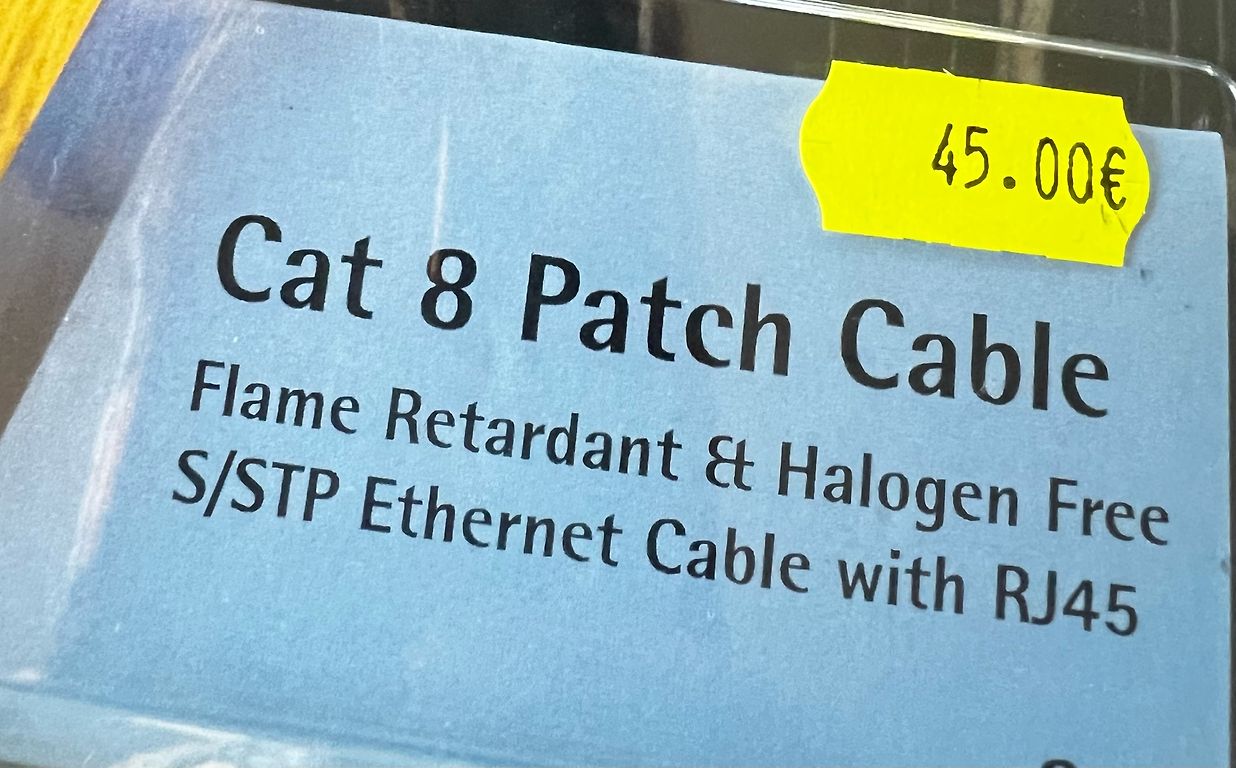 45.00€
Cat 8 Patch Cable
Flame Retardant & Halogen Free
S/STP Ethernet Cable with RJ45